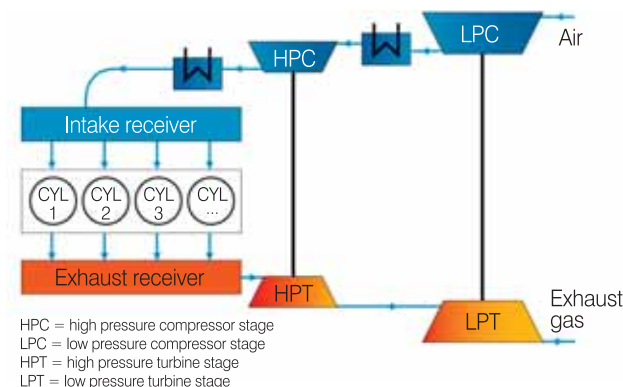 LPC
Air
HPC
Intake receiver
CYL
1
CYL
2
CYL
3
CYL
...
Exhaust receiver
HPT
LPT
Exhaust
gas
HPC = high pressure compressor stage
LPC = low pressure compressor stage
HPT = high pressure turbine stage
LPT = low pressure turbine stage